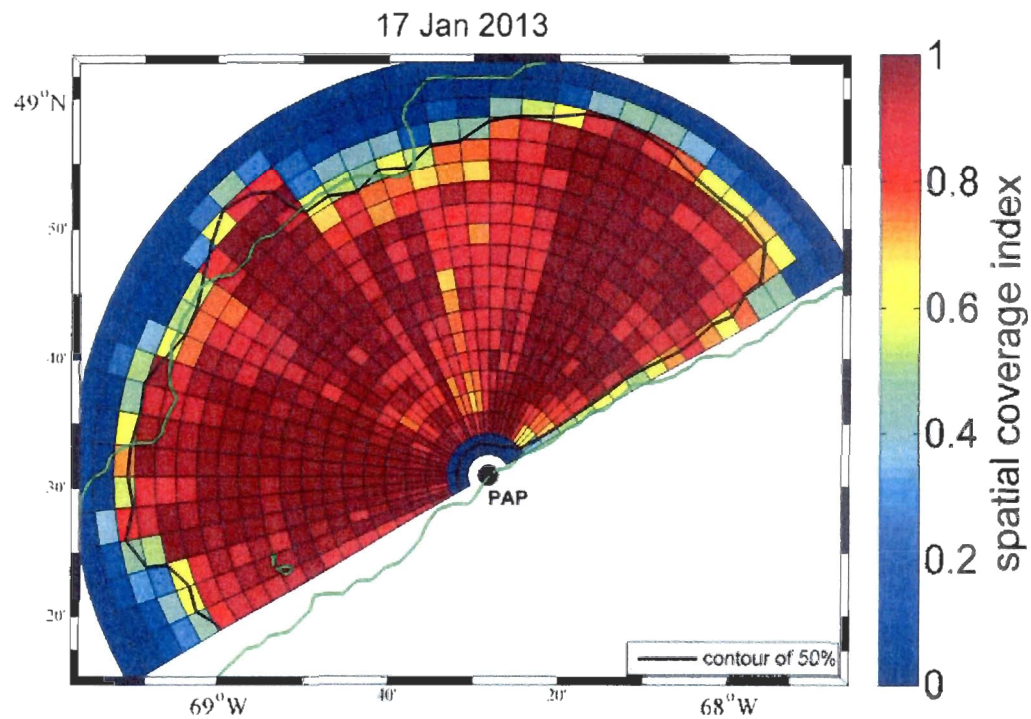 17 Jan 2013
49°N
50'
40'
30'
20'
69°W
40'
20'
68°W
PAP
contour of 50%
1
0.8
0.6
0.4
0.2
0
spatial coverage index